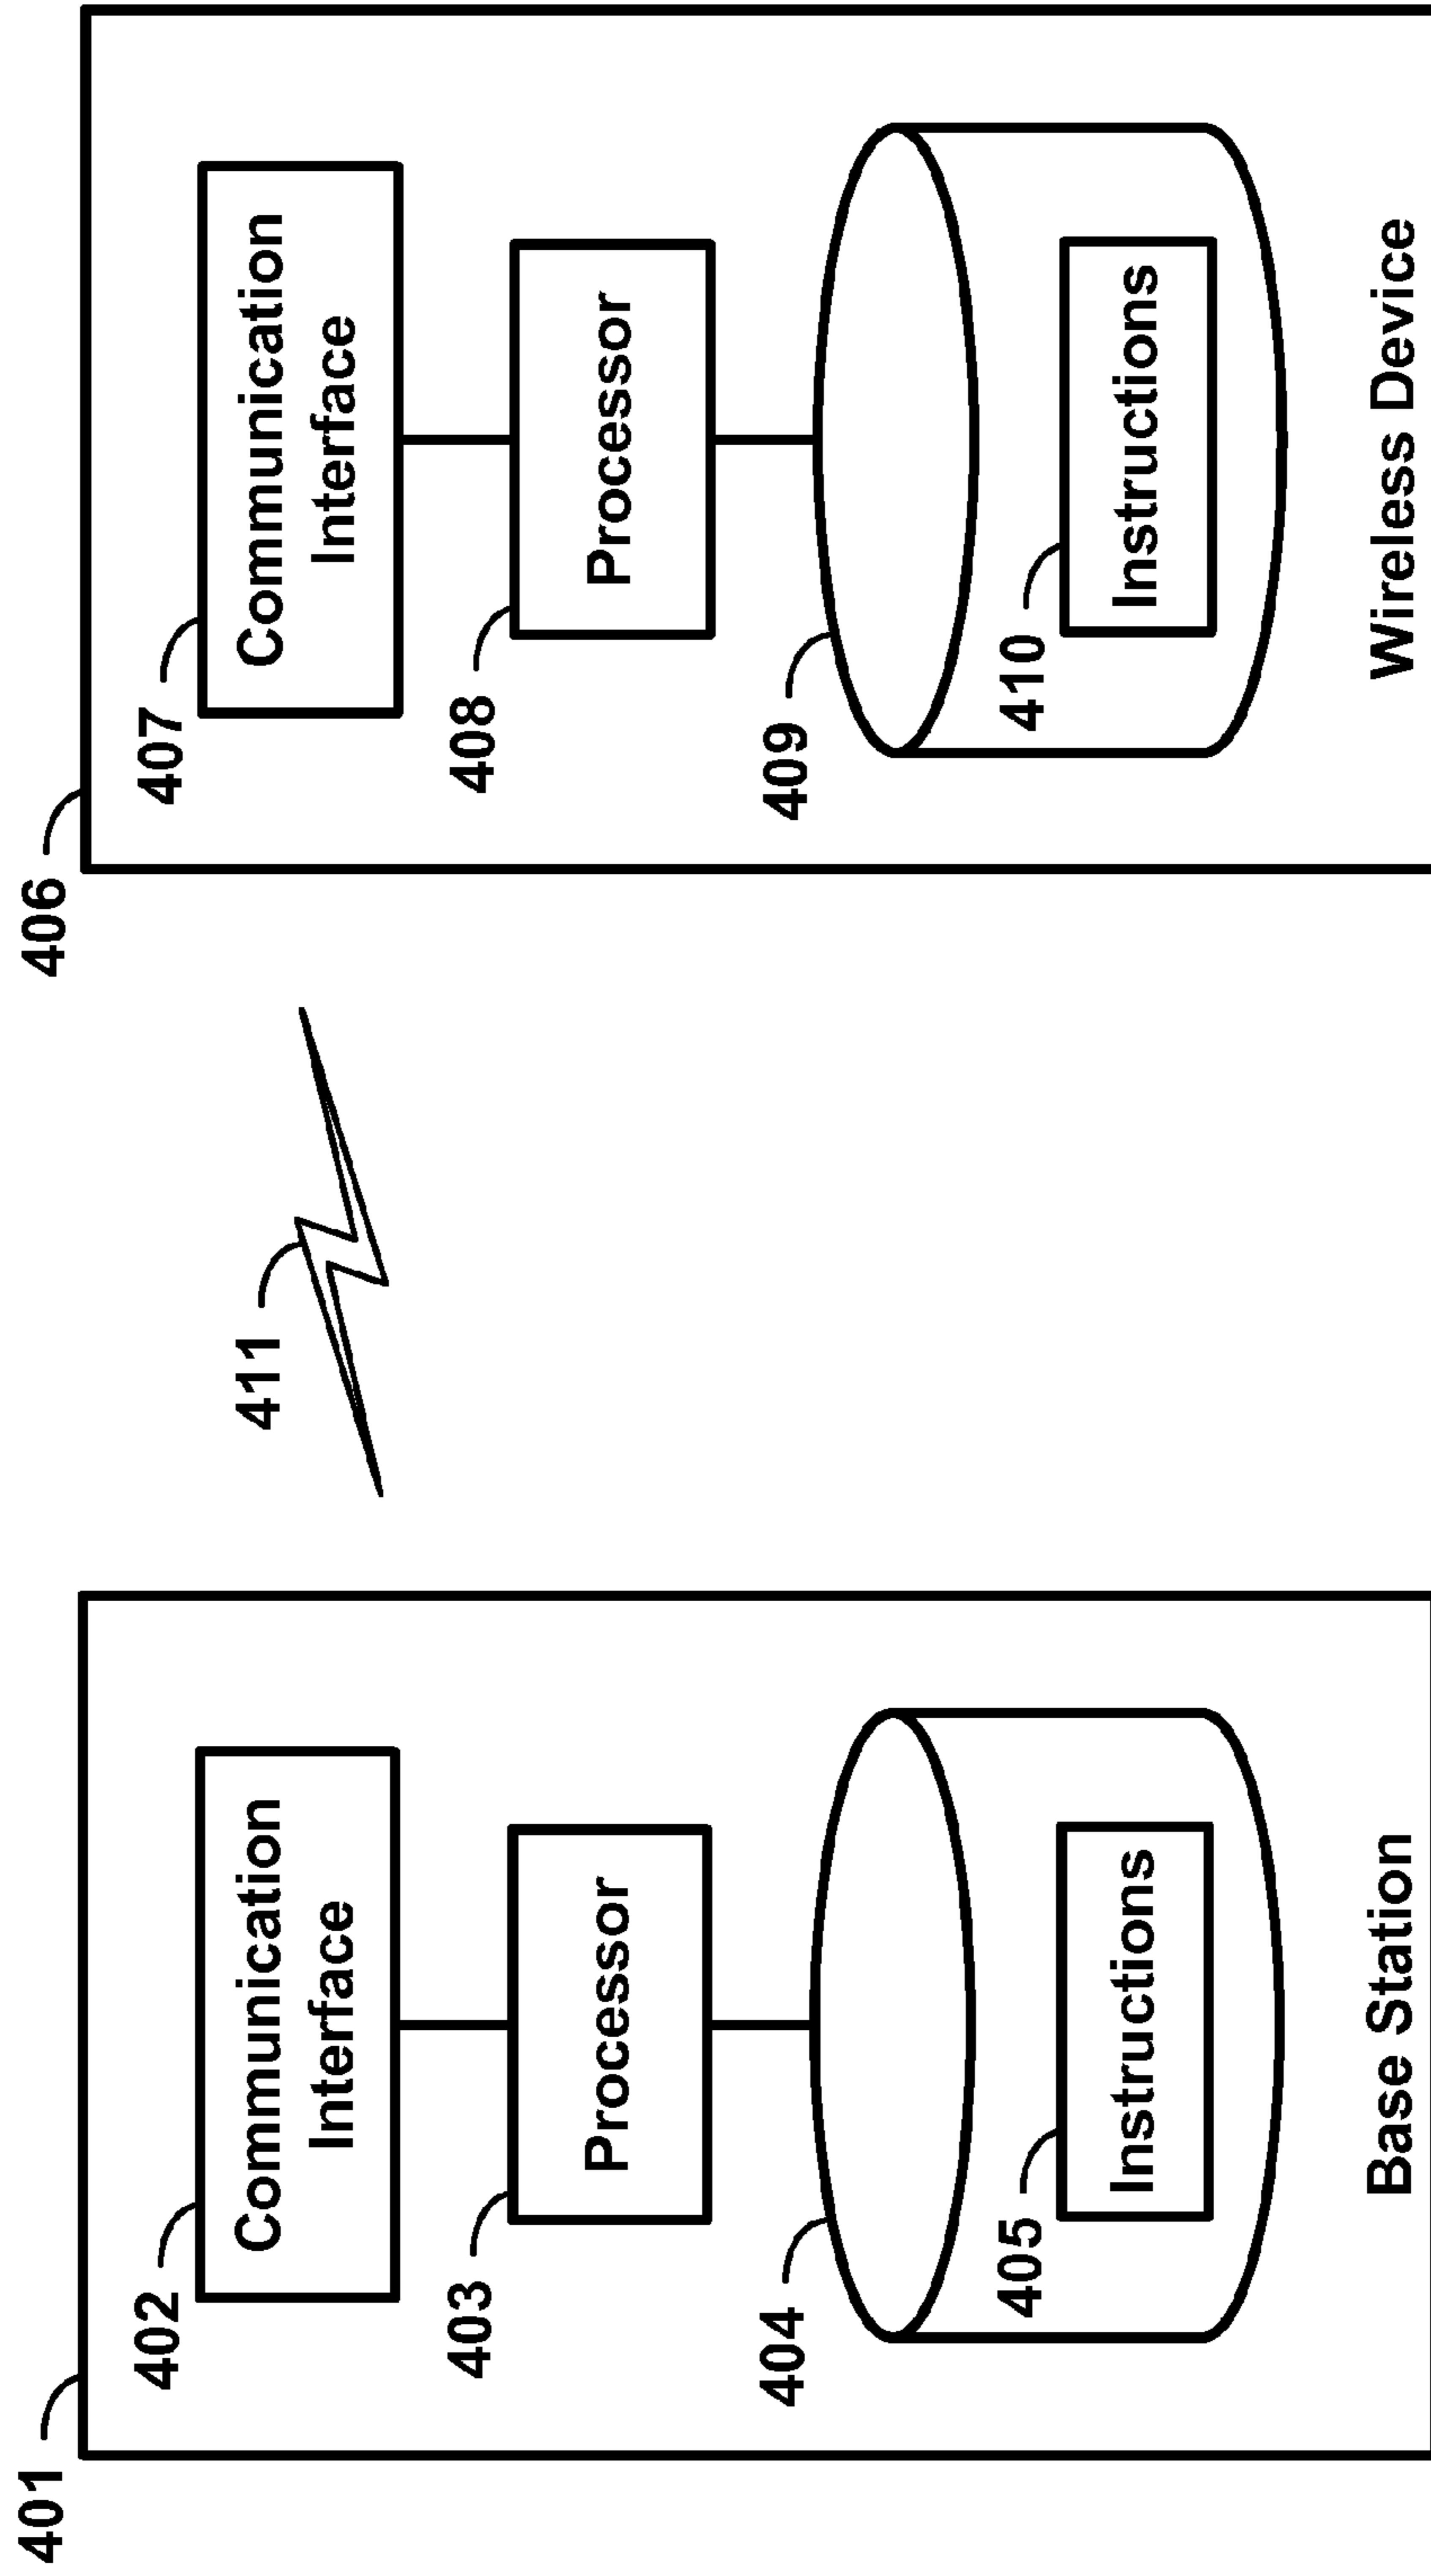 401
402
Communication
Interface
403
Processor
404
405
Instructions
Base Station
411
406
407
Communication
Interface
408
Processor
409
410
Instructions
Wireless Device